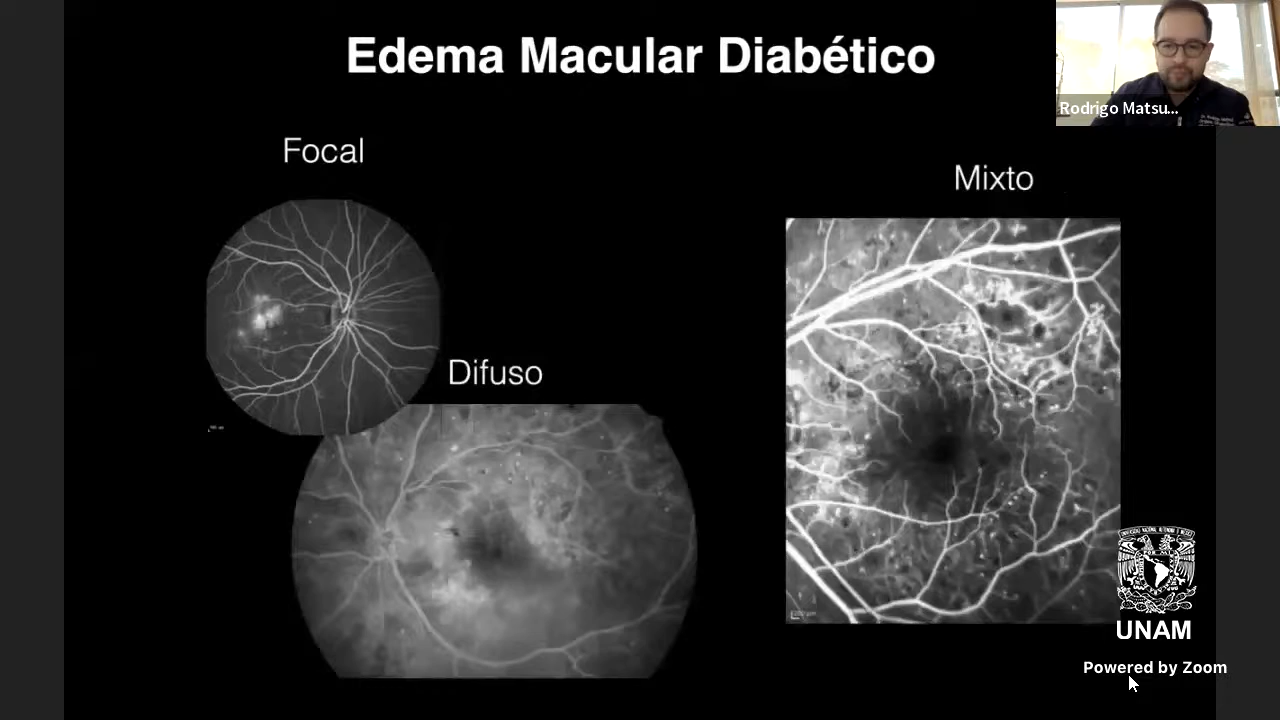 Edema Macular Diabético
Rodrigo Matsu...
Focal
Mixto
Difuso
UNAM
Powered by Zoom